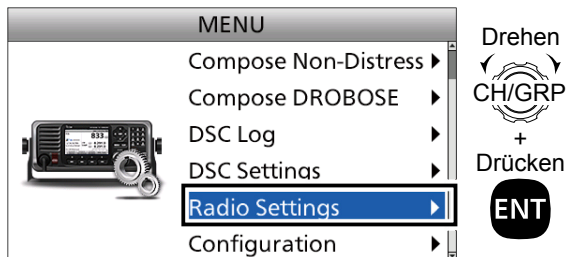 MENU
Compose Non-Distress
Compose DROBOSE
DSC Log
DSC Settings
Radio Settings
Configuration
Drehen
CH/GRP
+
Drücken
ENT